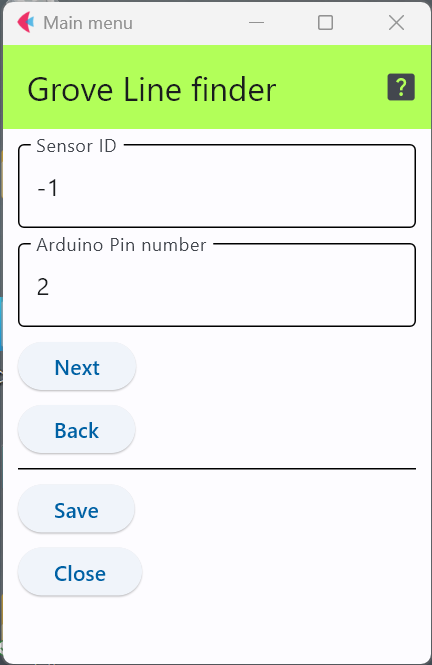 Main menu
Grove Line finder
?
Sensor ID
-1
Arduino Pin number
2
Next
Back
Save
Close